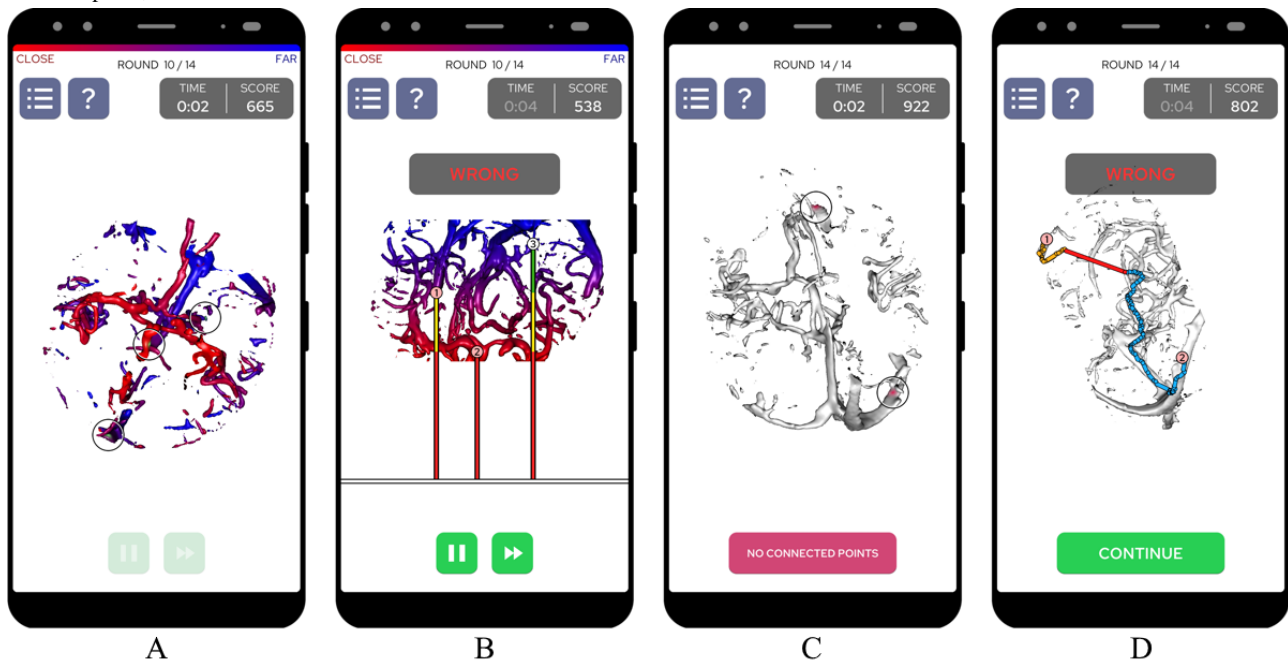 CLOSE
FAR
ROUND 10 / 14
?
TIME
SCORE
0:02
665
A
CLOSE
FAR
ROUND 10 / 14
?
TIME
SCORE
0:04
538
WRONG
1
2
3
B
ROUND 14 / 14
?
TIME
SCORE
0:02
922
NO CONNECTED POINTS
C
ROUND 14 / 14
?
TIME
SCORE
0:04
802
WRONG
1
2
CONTINUE
D